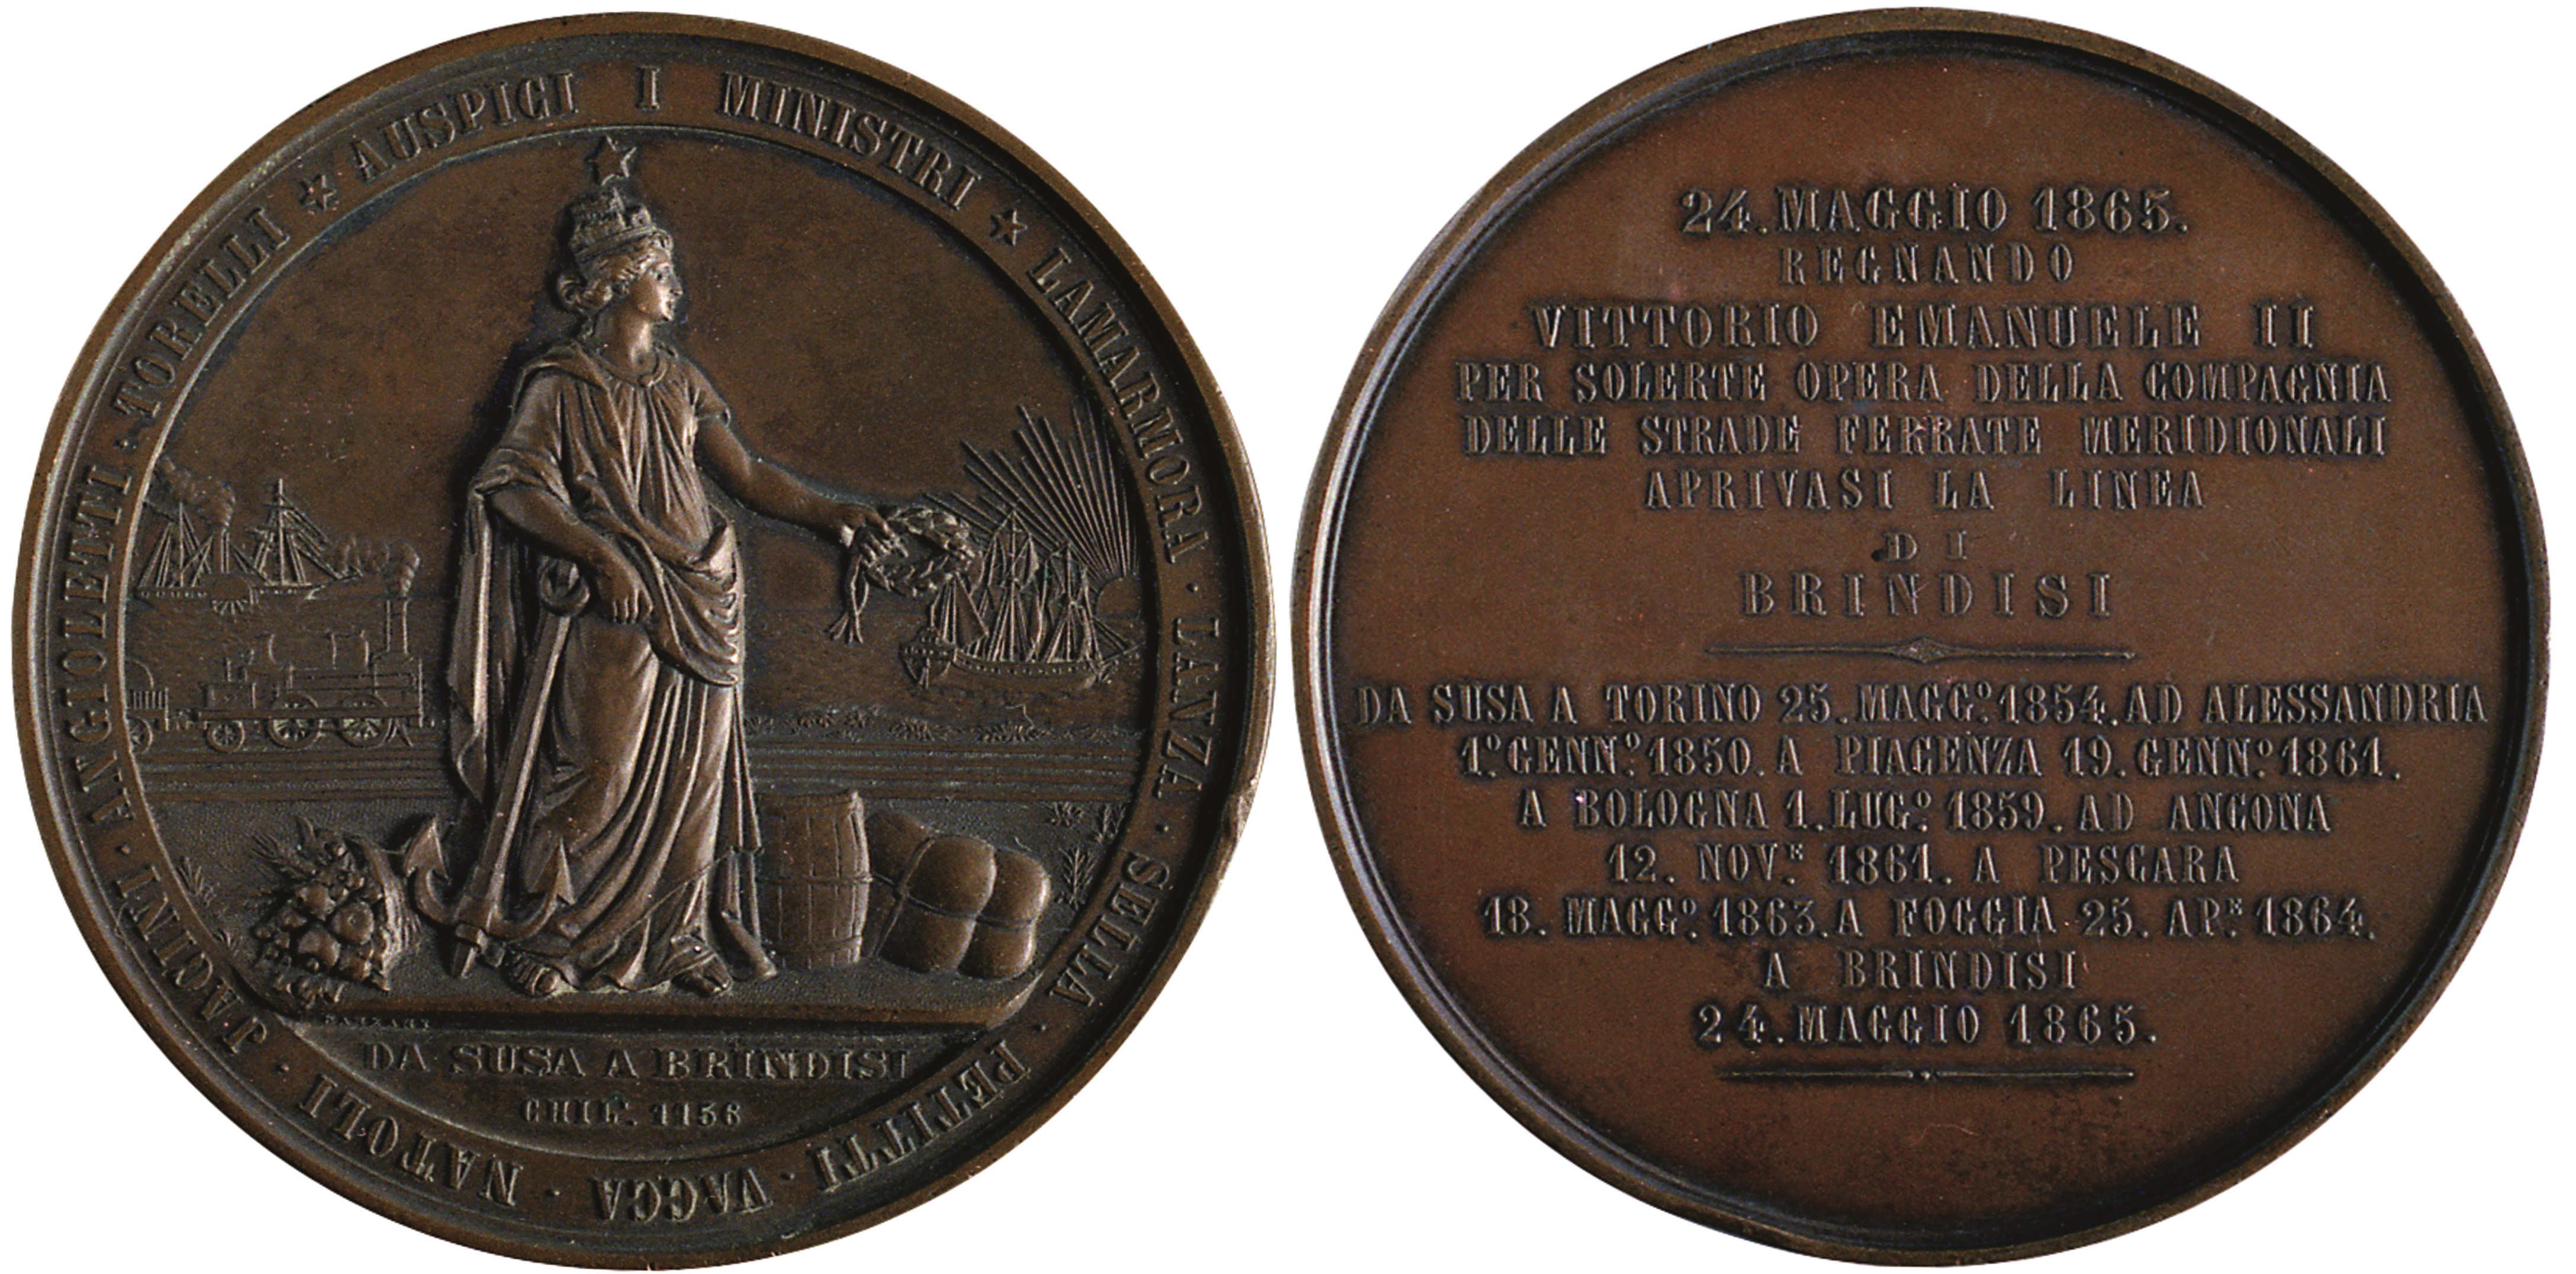 ★ AUSPICI I MINISTRI ★ LAMARMORA · LANZA · SELLA · PETITTI · VACCA · NATOLI · JACINI · ANGIOLETTI · TORELLI
DA SUSA A BRINDISI
CHIL.ⁱ 1156
24. MAGGIO 1865.
REGNANDO
VITTORIO EMANUELE II
PER SOLERTE OPERA DELLA COMPAGNIA
DELLE STRADE FERRATE MERIDIONALI
APRIVASI LA LINEA
DI
BRINDISI
DA SUSA A TORINO 25. MAGG.º 1854. AD ALESSANDRIA
1.º GENN.º 1850. A PIACENZA 19. GENN.º 1861.
A BOLOGNA 1. LUG.º 1859. AD ANCONA
12. NOV.ᴱ 1861. A PESCARA
18. MAGG.º 1863. A FOGGIA 25. AP.ᴱ 1864.
A BRINDISI
24. MAGGIO 1865.